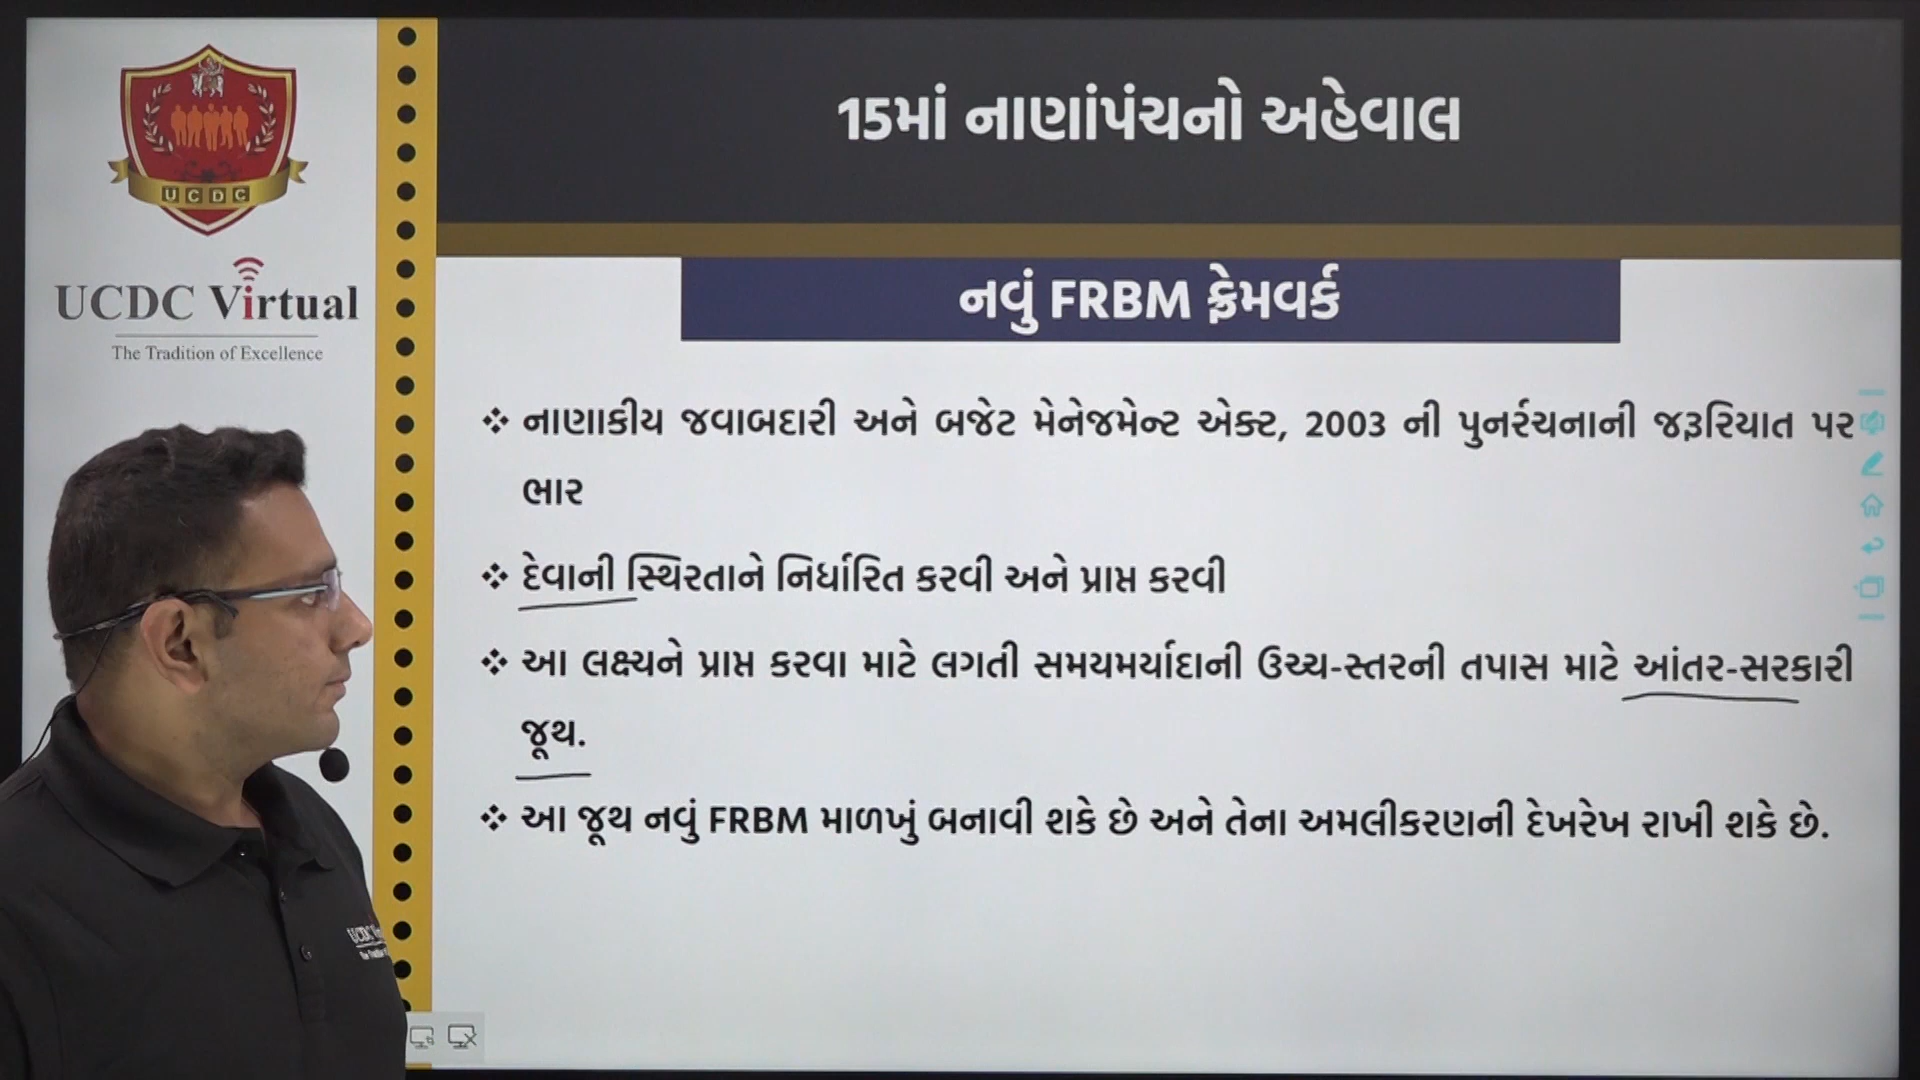 UCDC
UCDC Virtual
The Tradition of Excellence
15માં નાણાંપંચનો અહેવાલ
નવું FRBM ફ્રેમવર્ક
❖ નાણાકીય જવાબદારી અને બજેટ મેનેજમેન્ટ એક્ટ, 2003 ની પુનર્રચનાની જરૂરિયાત પર
ભાર
❖ દેવાની સ્થિરતાને નિર્ધારિત કરવી અને પ્રાપ્ત કરવી
❖ આ લક્ષ્યને પ્રાપ્ત કરવા માટે લગતી સમયમર્યાદાની ઉચ્ચ-સ્તરની તપાસ માટે આંતર-સરકારી
જૂથ.
❖ આ જૂથ નવું FRBM માળખું બનાવી શકે છે અને તેના અમલીકરણની દેખરેખ રાખી શકે છે.